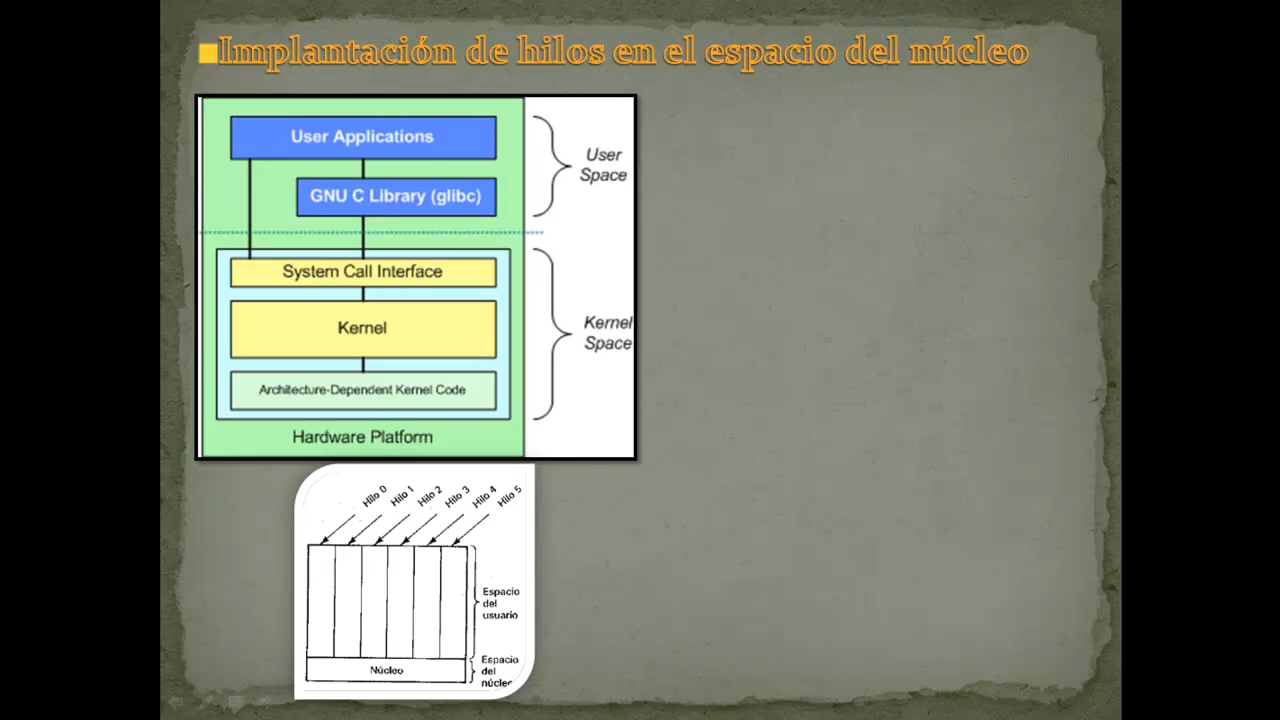 Implantación de hilos en el espacio del núcleo
User Applications
GNU C Library (glibc)
User
Space
System Call Interface
Kernel
Architecture-Dependent Kernel Code
Hardware Platform
Kernel
Space
Hilo 0
Hilo 1
Hilo 2
Hilo 3
Hilo 4
Hilo 5
Espacio
del
usuario
Núcleo
Espacio
del
núcleo